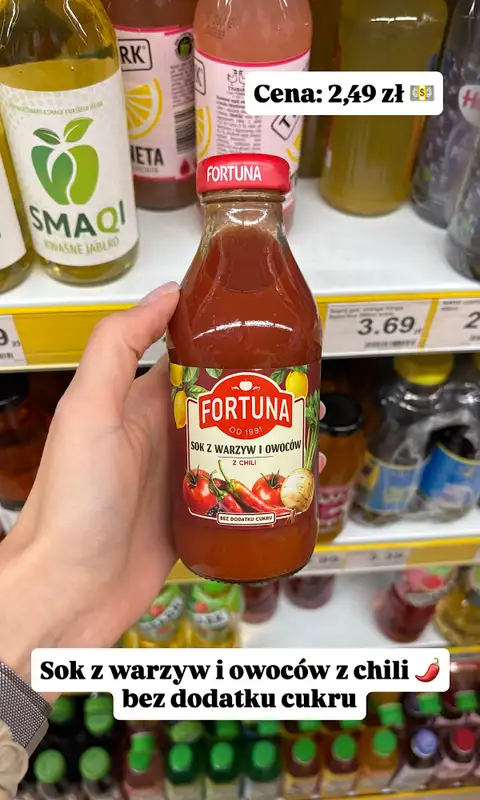 Cena: 2,49 zł 💵
FORTUNA
SMAQI
KWAŚNE JABŁKO
3.69
FORTUNA
OD 1991
SOK Z WARZYW I OWOCÓW
Z CHILI
BEZ DODATKU CUKRU
Sok z warzyw i owoców z chili 🌶️
bez dodatku cukru